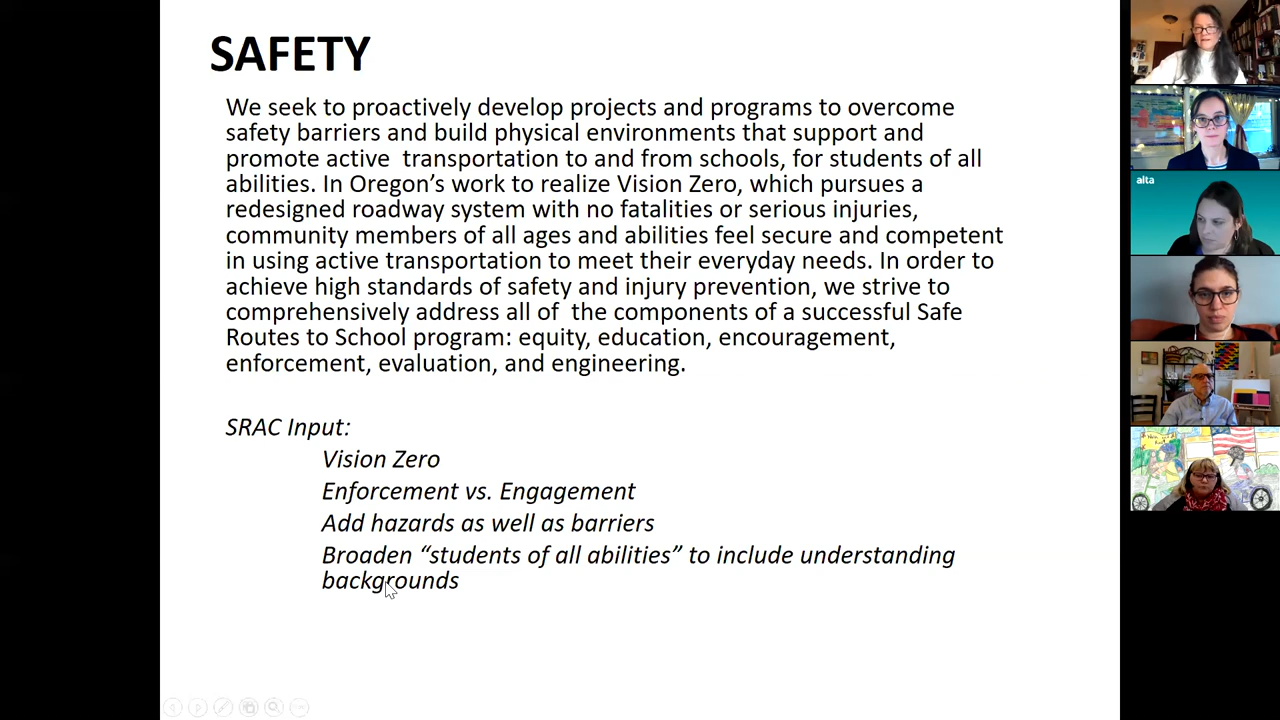 SAFETY
We seek to proactively develop projects and programs to overcome
safety barriers and build physical environments that support and
promote active  transportation to and from schools, for students of all
abilities. In Oregon’s work to realize Vision Zero, which pursues a
redesigned roadway system with no fatalities or serious injuries,
community members of all ages and abilities feel secure and competent
in using active transportation to meet their everyday needs. In order to
achieve high standards of safety and injury prevention, we strive to
comprehensively address all of  the components of a successful Safe
Routes to School program: equity, education, encouragement,
enforcement, evaluation, and engineering.
SRAC Input:
Vision Zero
Enforcement vs. Engagement
Add hazards as well as barriers
Broaden “students of all abilities” to include understanding
backgrounds
alta